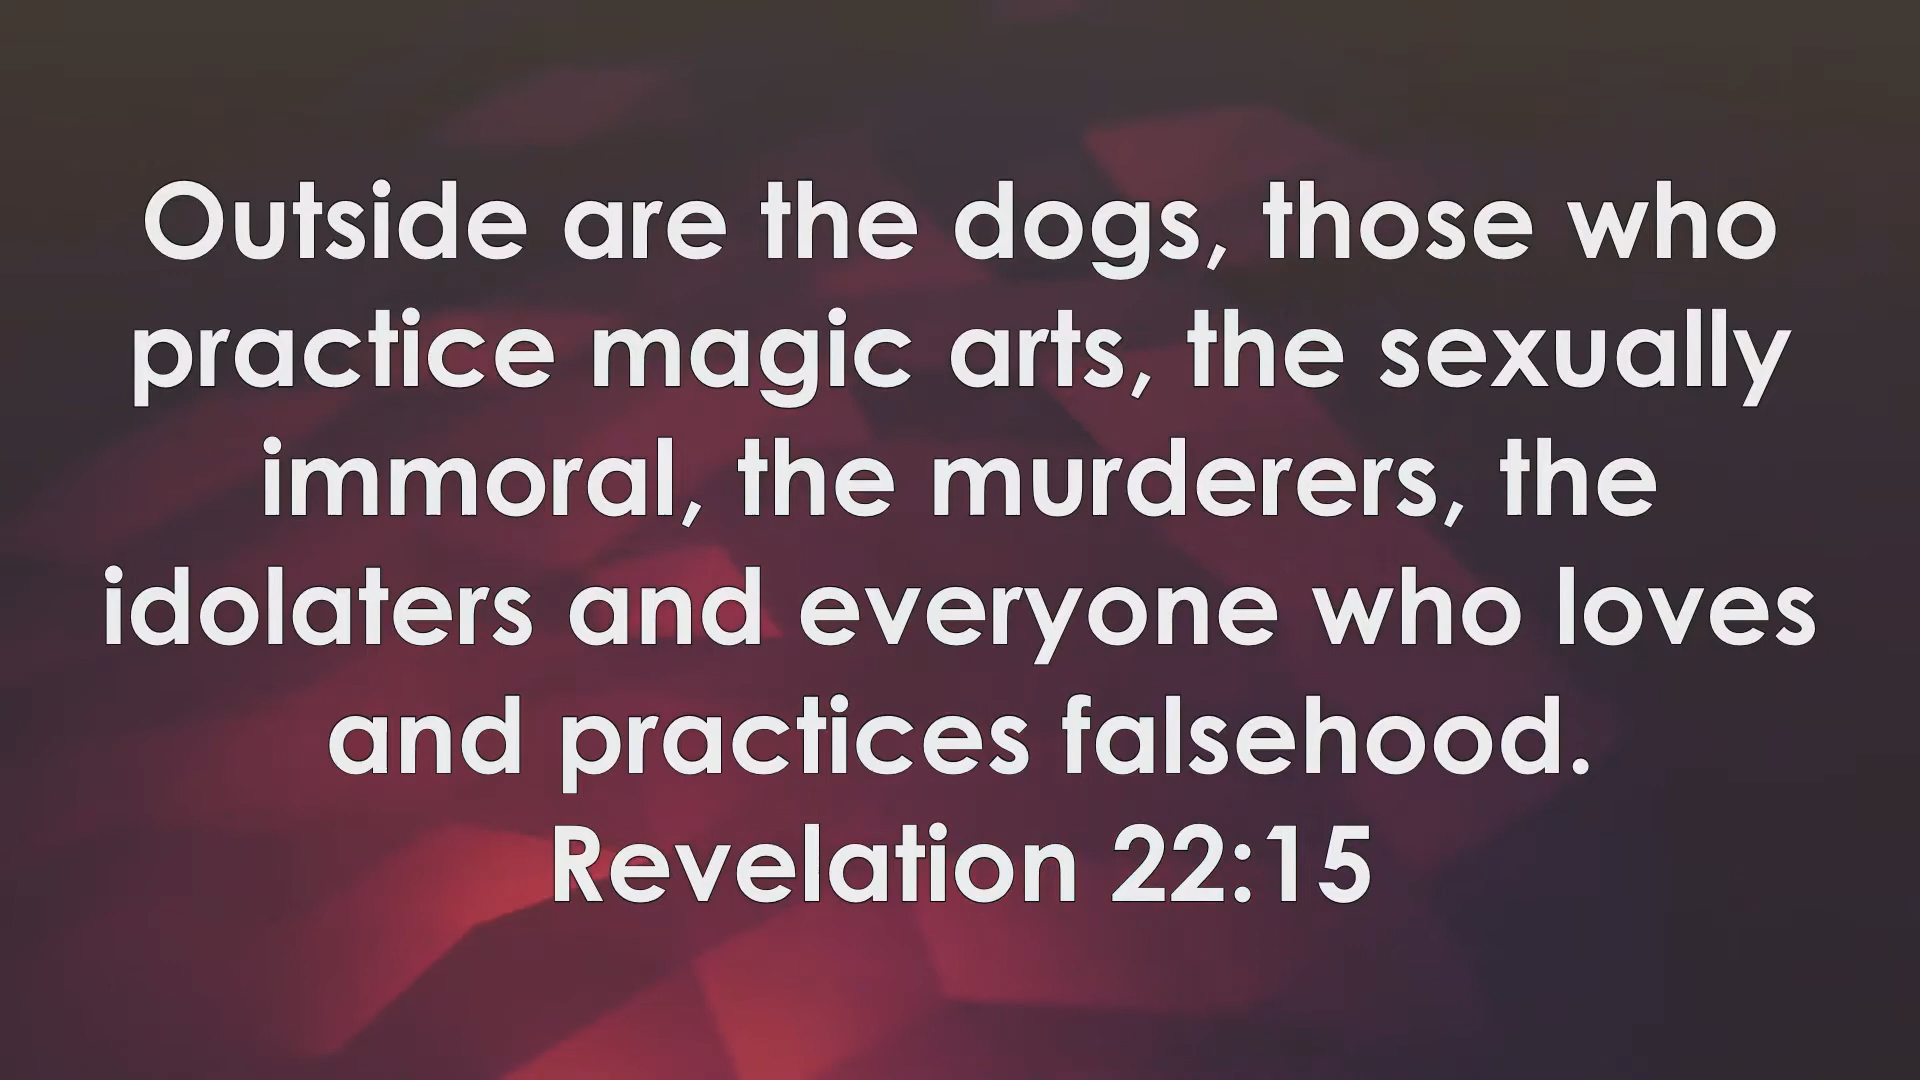 Outside are the dogs, those who
practice magic arts, the sexually
immoral, the murderers, the
idolaters and everyone who loves
and practices falsehood.
Revelation 22:15